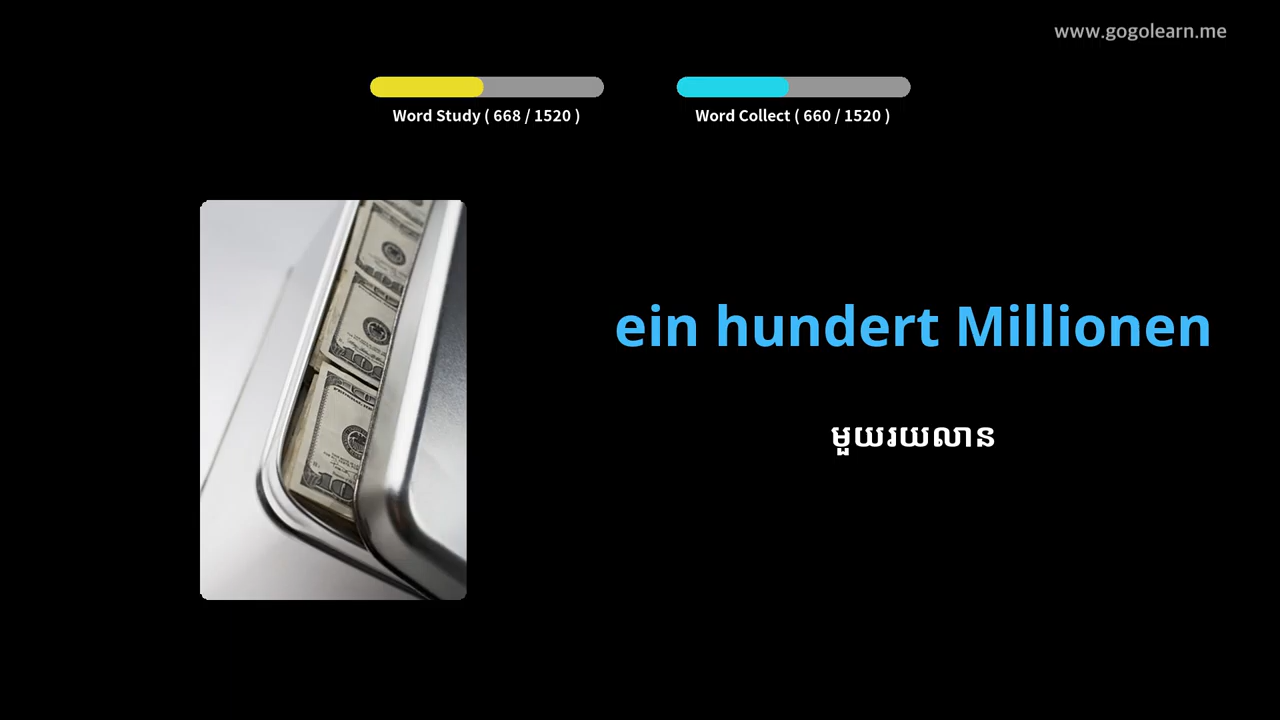 www.gogolearn.me
Word Study ( 668 / 1520 )
Word Collect ( 660 / 1520 )
ein hundert Millionen
មួយរយលាន